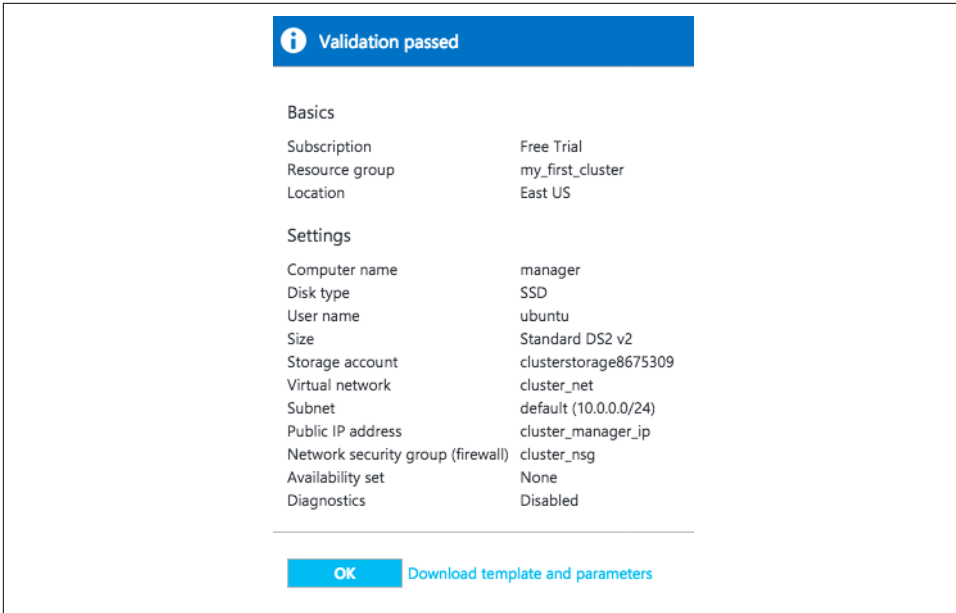 Validation passed
Basics
Subscription Free Trial
Resource group my_first_cluster
Location East US
Settings
Computer name manager
Disk type SSD
User name ubuntu
Size Standard DS2 v2
Storage account clusterstorage8675309
Virtual network cluster_net
Subnet default (10.0.0.0/24)
Public IP address cluster_manager_ip
Network security group (firewall) cluster_nsg
Availability set None
Diagnostics Disabled
OK Download template and parameters